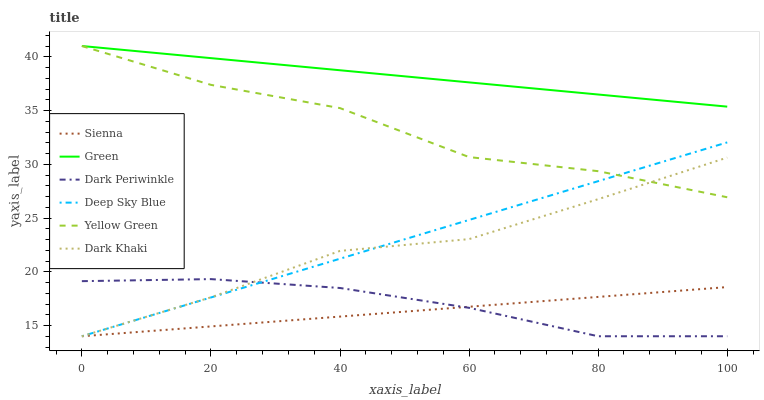 title
yaxis_label
40
35
30
25
20
15
Sienna
Green
Dark Periwinkle
Deep Sky Blue
Yellow Green
Dark Khaki
0 20 40 60 80 100
xaxis_label